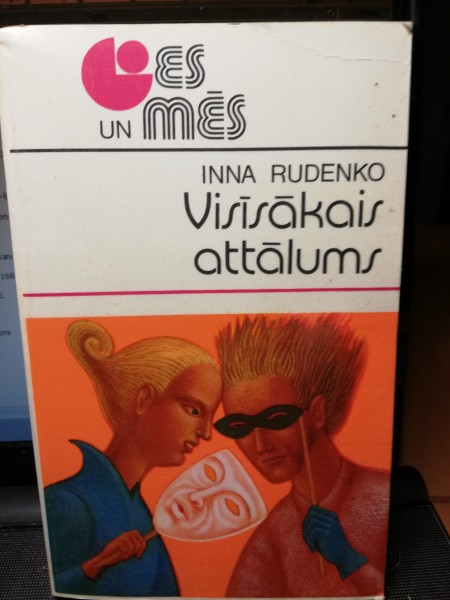 ES
UN MĒS
INNA RUDENKO
Visīsākais
attālums